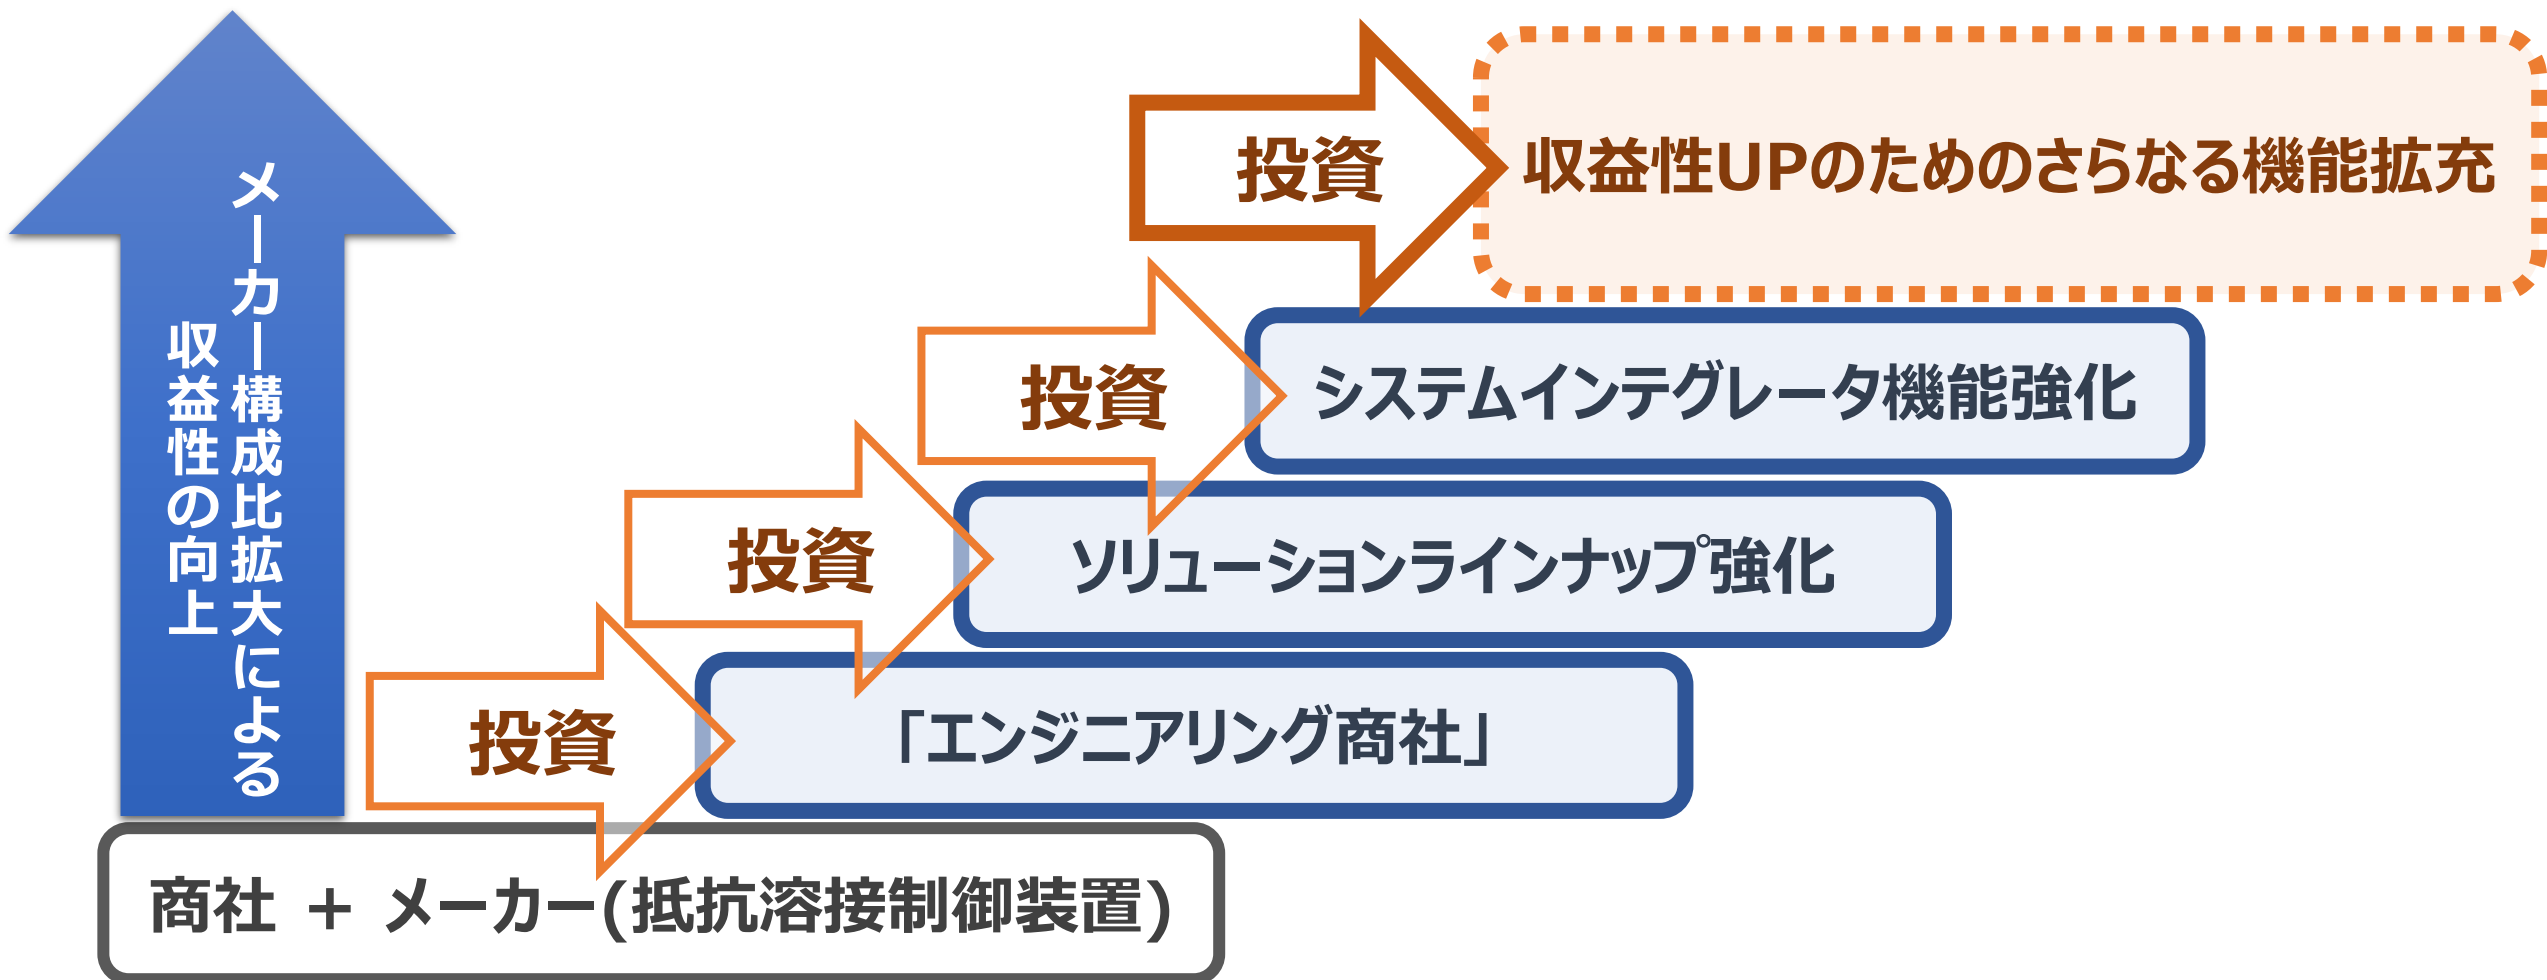 メーカー構成比拡大による
収益性の向上
投資
収益性UPのためのさらなる機能拡充
投資
システムインテグレータ機能強化
投資
ソリューションラインナップ強化
投資
「エンジニアリング商社」
商社 + メーカー(抵抗溶接制御装置)